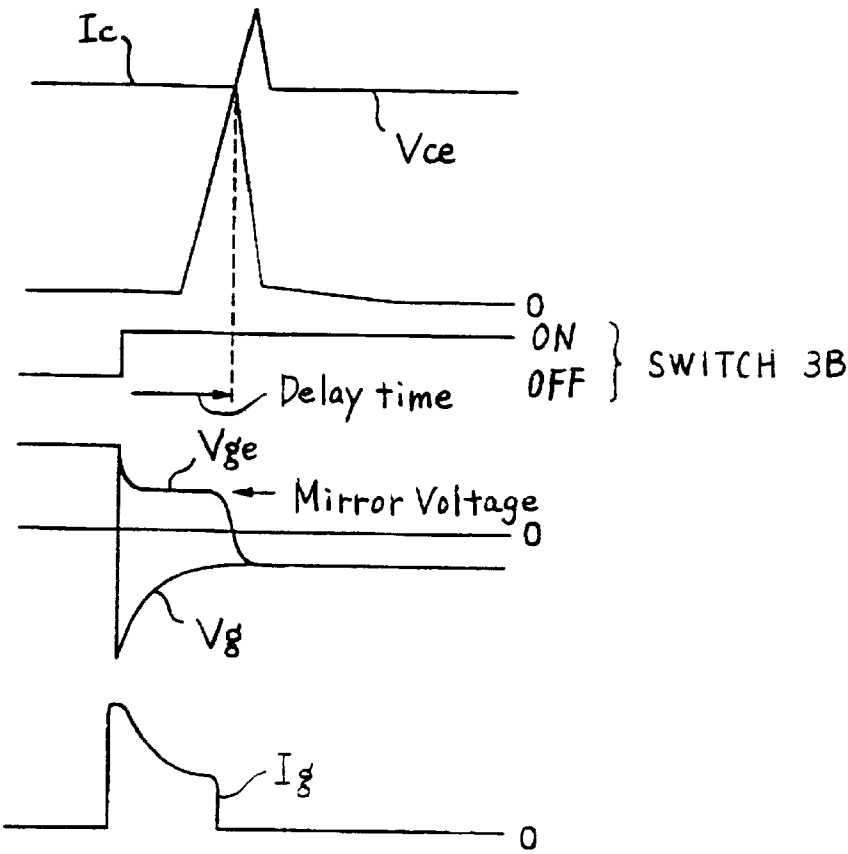 Ic
Vce
0
ON
OFF
SWITCH 3B
Delay time
Vge
Mirror Voltage
0
Vg
Ig
0